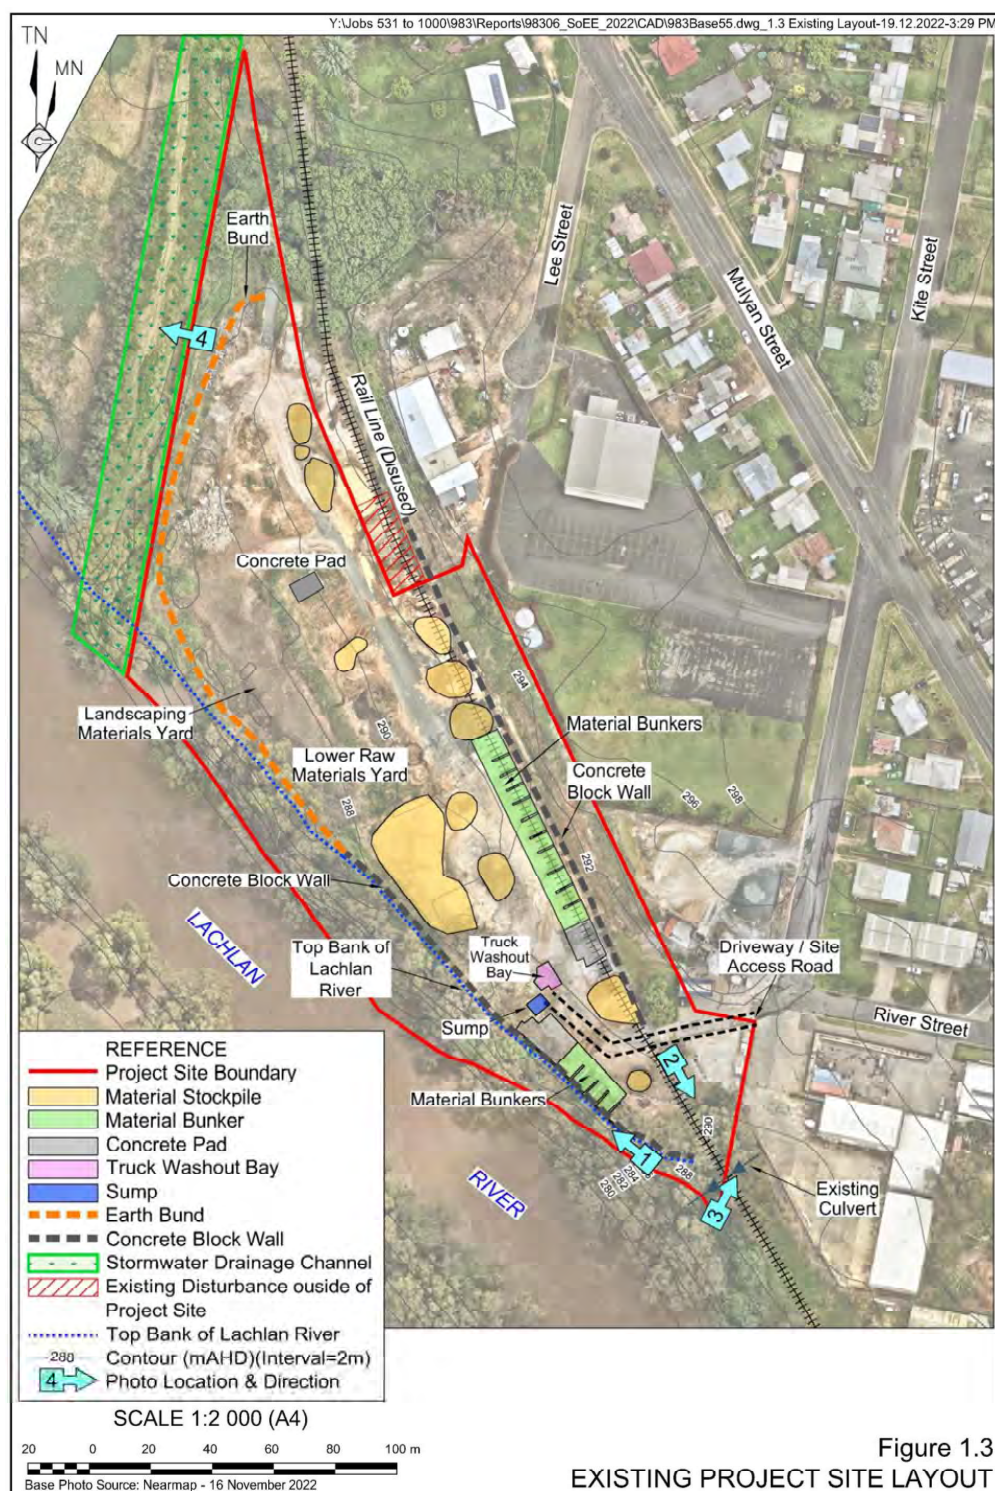 Y:\Jobs 531 to 1000\983\Reports\98306_SoEE_2022\CAD\983Base55.dwg_1.3 Existing Layout-19.12.2022-3:29 PM
TN
MN
Earth
Bund
Lee Street
Mulyan Street
Kite Street
4
Rail Line (Disused)
Concrete Pad
294
Landscaping
Materials Yard
290
Lower Raw
Materials Yard
288
Material Bunkers
Concrete
Block Wall
296
298
292
Concrete Block Wall
LACHLAN
Top Bank of
Lachlan
River
Truck
Washout
Bay
Driveway / Site
Access Road
Sump
River Street
2
Material Bunkers
290
1
288
284
282
280
RIVER
3
Existing
Culvert
REFERENCE
Project Site Boundary
Material Stockpile
Material Bunker
Concrete Pad
Truck Washout Bay
Sump
Earth Bund
Concrete Block Wall
Stormwater Drainage Channel
Existing Disturbance ouside of
Project Site
Top Bank of Lachlan River
288
Contour (mAHD)(Interval=2m)
4
Photo Location & Direction
SCALE 1:2 000 (A4)
20 0 20 40 60 80 100 m
Base Photo Source: Nearmap - 16 November 2022
Figure 1.3
EXISTING PROJECT SITE LAYOUT